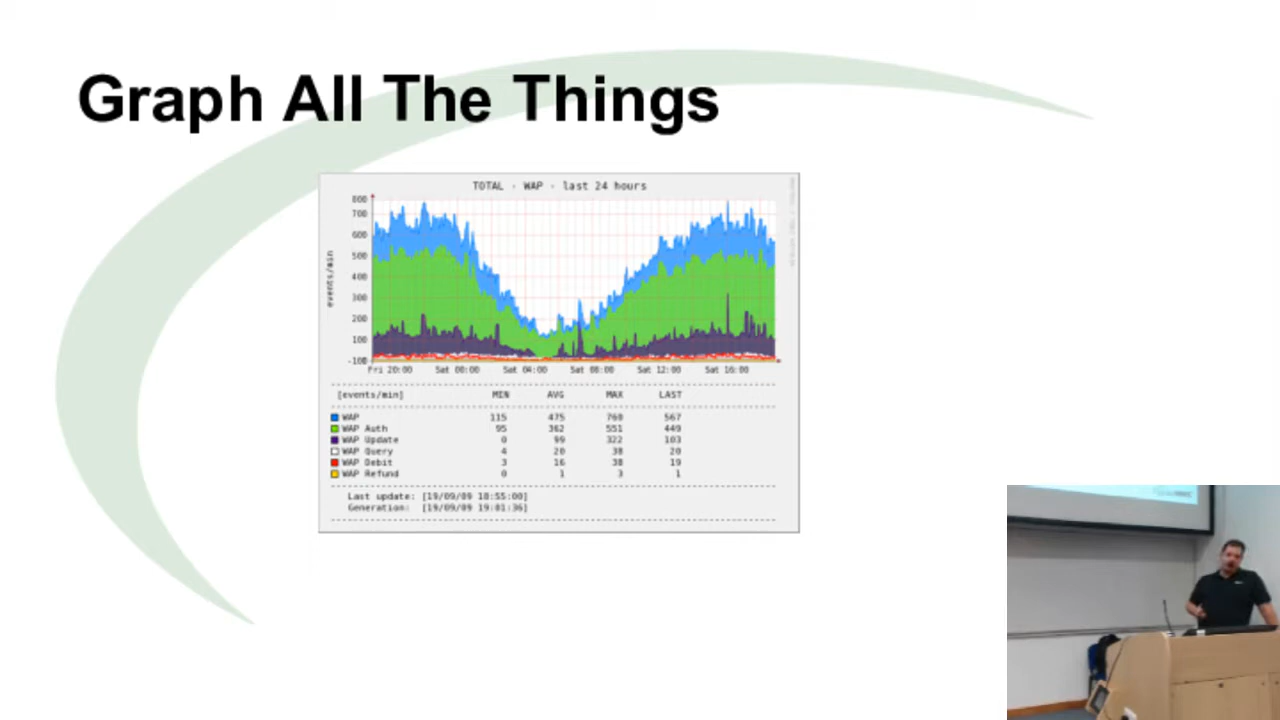 Graph All The Things
TOTAL - WAP - last 24 hours
800
700
600
500
400
300
200
100
-100
events/min
Fri 20:00 Sat 00:00 Sat 04:00 Sat 08:00 Sat 12:00 Sat 16:00
[events/min] MIN AVG MAX LAST
WAP 115 475 760 567
WAP Auth 95 362 551 449
WAP Update 0 99 322 103
WAP Query 4 20 38 20
WAP Debit 3 16 38 19
WAP Refund 0 1 3 1
Last update: [19/09/09 18:55:00]
Generation: [19/09/09 19:01:36]